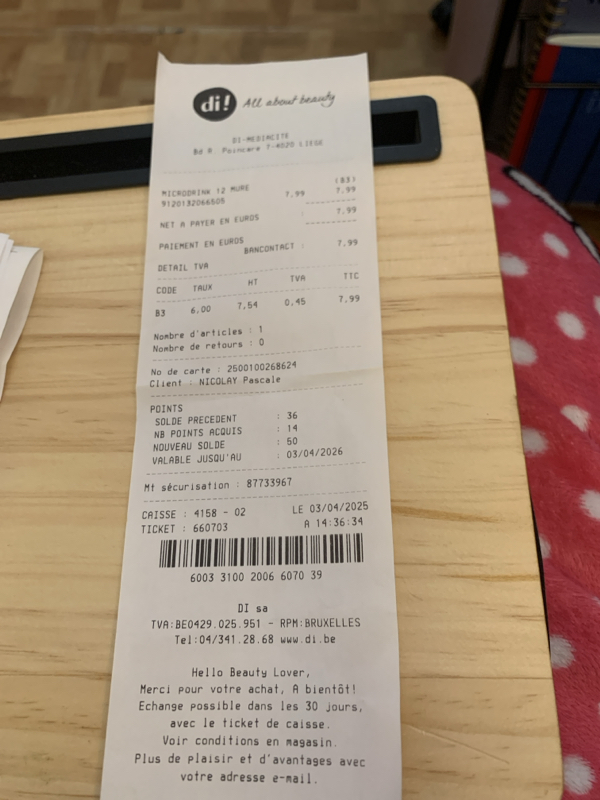 di! All about beauty
DI-MEDIACITE
Bé R. Poincaré 7-4020 LIEGE
(B3)
MICRODRINK 12 MURE 7,99 7,99
9120132066505
NET A PAYER EN EUROS : 7,99
PAIEMENT EN EUROS
BANCONTACT : 7,99
DETAIL TVA
CODE TAUX HT TVA TTC
B3 6,00 7,54 0.45 7,99
Nombre d'articles : 1
Nombre de retours : 0
No de carte : 2500100268624
Client : NICOLAY Pascale
POINTS
SOLDE PRECEDENT : 36
NB POINTS ACQUIS : 14
NOUVEAU SOLDE : 50
VALABLE JUSQU'AU : 03/04/2026
Mt sécurisation : 87733967
CAISSE : 4158 - 02 LE 03/04/2025
TICKET : 660703 A 14:36:34
6003 3100 2006 6070 39
DI sa
TVA:BE0429.025.951 - RPM:BRUXELLES
Tel:04/341.28.68 www.di.be
Hello Beauty Lover,
Merci pour votre achat, A bientôt!
Echange possible dans les 30 jours,
avec le ticket de caisse.
Voir conditions en magasin.
Plus de plaisir et d'avantages avec
votre adresse e-mail.